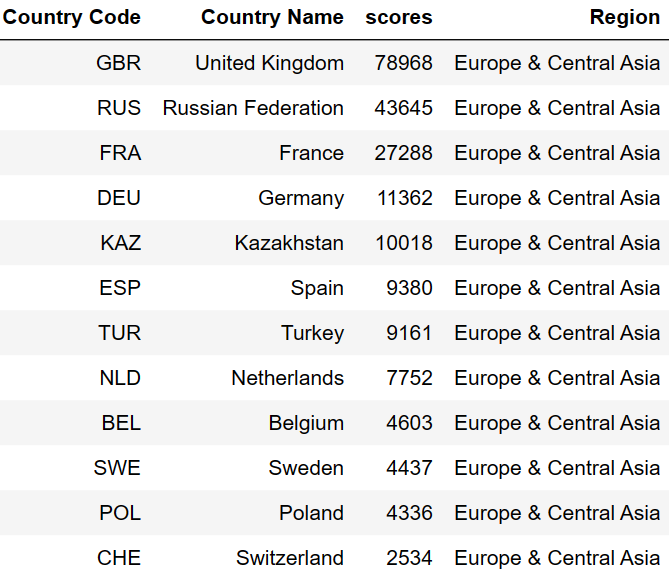 Country Code Country Name scores Region
GBR United Kingdom 78968 Europe & Central Asia
RUS Russian Federation 43645 Europe & Central Asia
FRA France 27288 Europe & Central Asia
DEU Germany 11362 Europe & Central Asia
KAZ Kazakhstan 10018 Europe & Central Asia
ESP Spain 9380 Europe & Central Asia
TUR Turkey 9161 Europe & Central Asia
NLD Netherlands 7752 Europe & Central Asia
BEL Belgium 4603 Europe & Central Asia
SWE Sweden 4437 Europe & Central Asia
POL Poland 4336 Europe & Central Asia
CHE Switzerland 2534 Europe & Central Asia